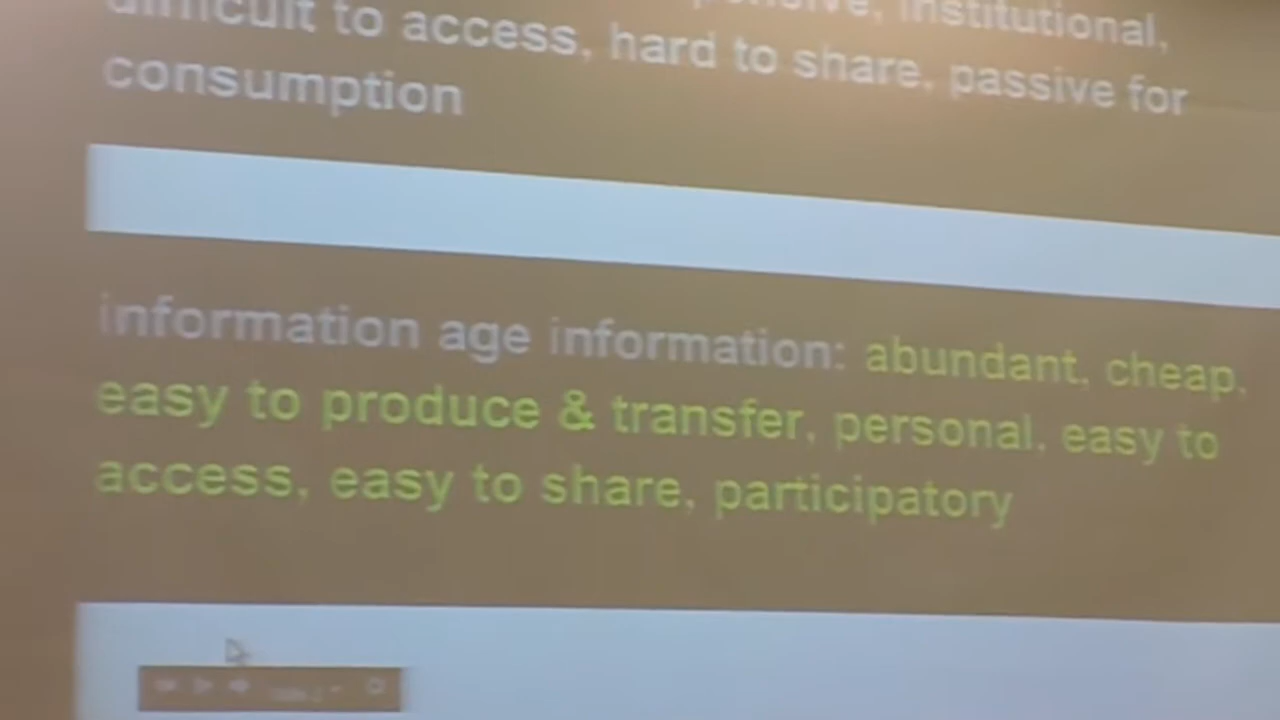 institutional,
difficult to access, hard to share, passive for
consumption
information age information: abundant, cheap,
easy to produce & transfer, personal, easy to
access, easy to share, participatory